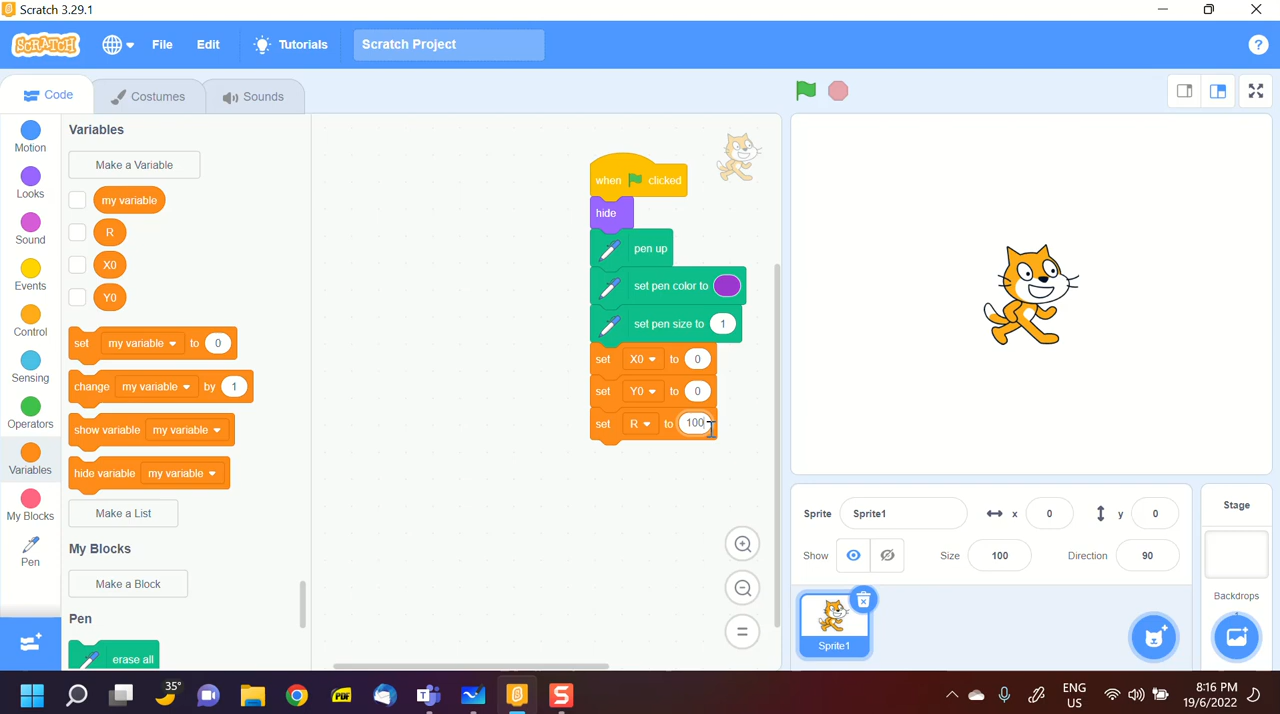 Scratch 3.29.1
SCRATCH
File
Edit
Tutorials
Scratch Project
?
Code
Costumes
Sounds
Motion
Looks
Sound
Events
Control
Sensing
Operators
Variables
My Blocks
Pen
Variables
Make a Variable
my variable
R
X0
Y0
set my variable to 0
change my variable by 1
show variable my variable
hide variable my variable
Make a List
My Blocks
Make a Block
Pen
erase all
when clicked
hide
pen up
set pen color to
set pen size to 1
set X0 to 0
set Y0 to 0
set R to 100
Sprite Sprite1 x 0 y 0
Show Size 100 Direction 90
Sprite1
Stage
Backdrops
35°
PDF
ENG
US
8:16 PM
19/6/2022